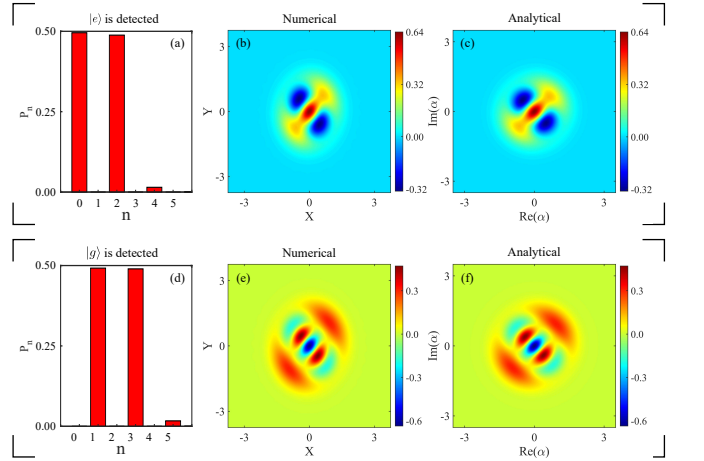 |e⟩ is detected
Numerical
Analytical
(a)
(b)
(c)
0.50
0.25
0.00
P_n
0 1 2 3 4 5
n
3
0
-3
Y
-3 0 3
X
0.64
0.32
0.00
-0.32
3
0
-3
Im(α)
-3 0 3
Re(α)
0.64
0.32
0.00
-0.32
|g⟩ is detected
Numerical
Analytical
(d)
(e)
(f)
0.50
0.25
0.00
P_n
0 1 2 3 4 5
n
3
0
-3
Y
-3 0 3
X
0.3
0.0
-0.3
-0.6
3
0
-3
Im(α)
-3 0 3
Re(α)
0.3
0.0
-0.3
-0.6